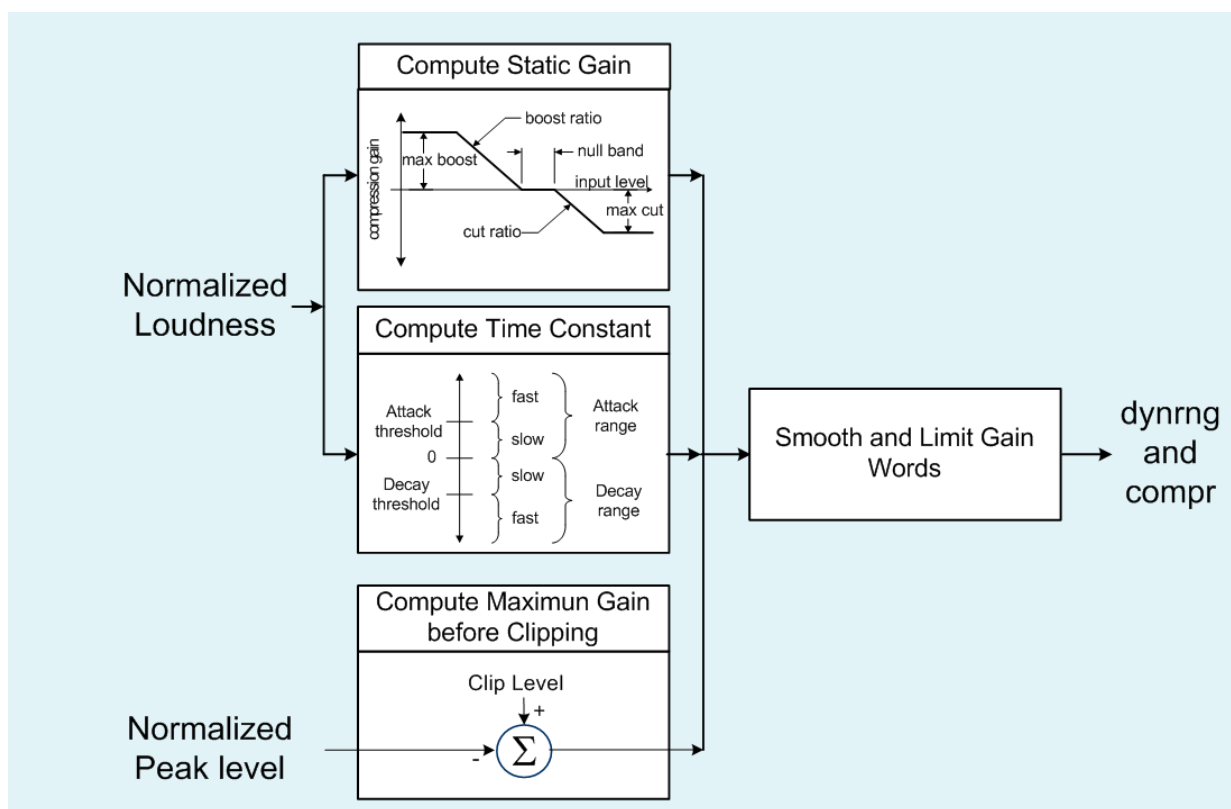 Compute Static Gain
compression gain
boost ratio
null band
max boost
input level
max cut
cut ratio
Normalized
Loudness
Compute Time Constant
Attack
threshold
0
Decay
threshold
fast
slow
slow
fast
Attack
range
Decay
range
Smooth and Limit Gain
Words
dynrng
and
compr
Compute Maximun Gain
before Clipping
Clip Level
+
-
Σ
Normalized
Peak level